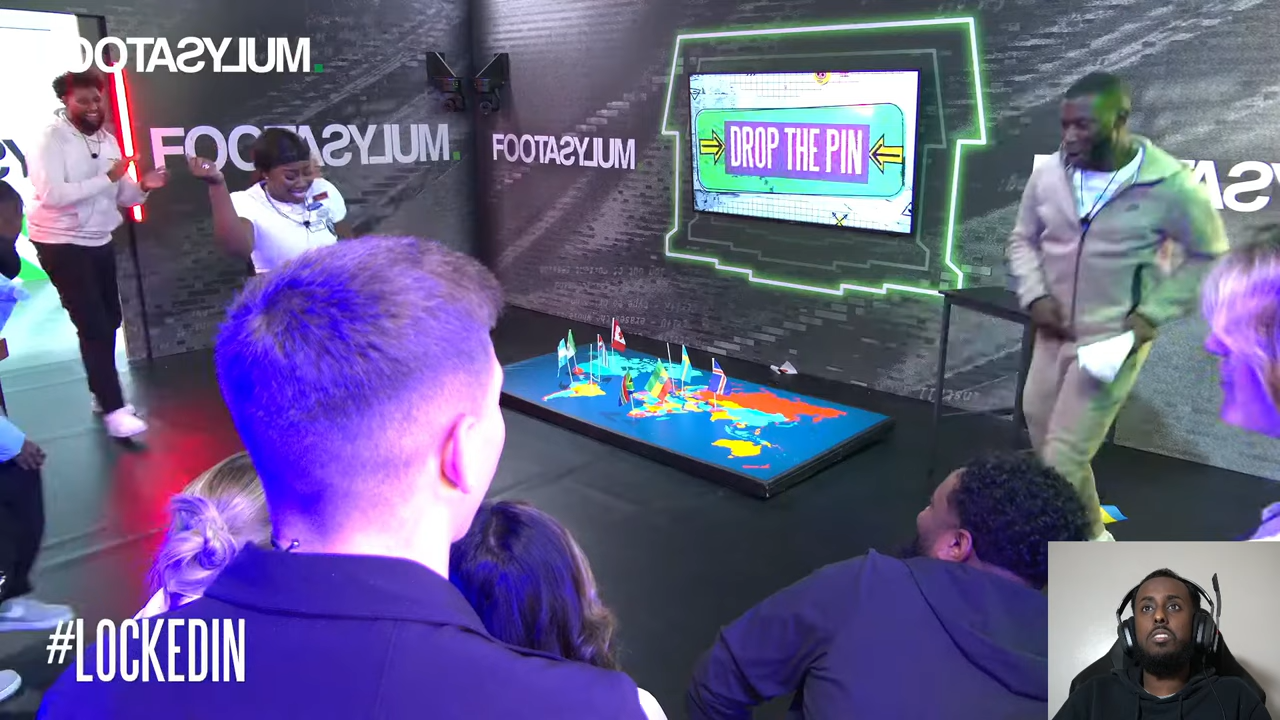 FOOTASYLUM.
FOOTASYLUM.
FOOTASYLUM
DROP THE PIN
#LOCKEDIN